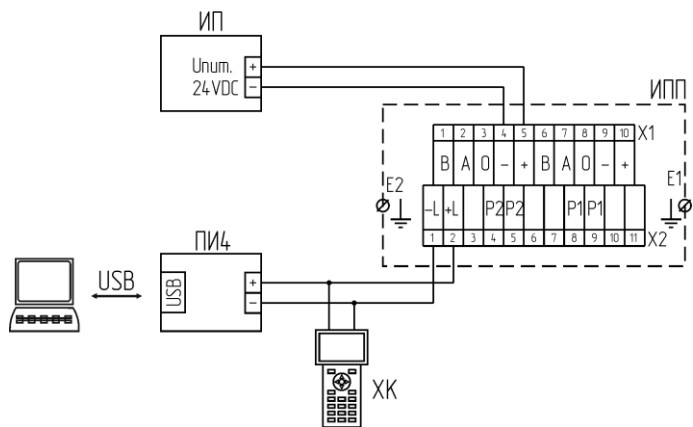 ИП
Uпит. +
24VDC –
ИПП
1 2 3 4 5 6 7 8 9 10 X1
B A O – + B A O – +
E2 E1
–L +L P2 P2 P1 P1
1 2 3 4 5 6 7 8 9 10 11 X2
ПИ4
USB
USB
+
–
ХК